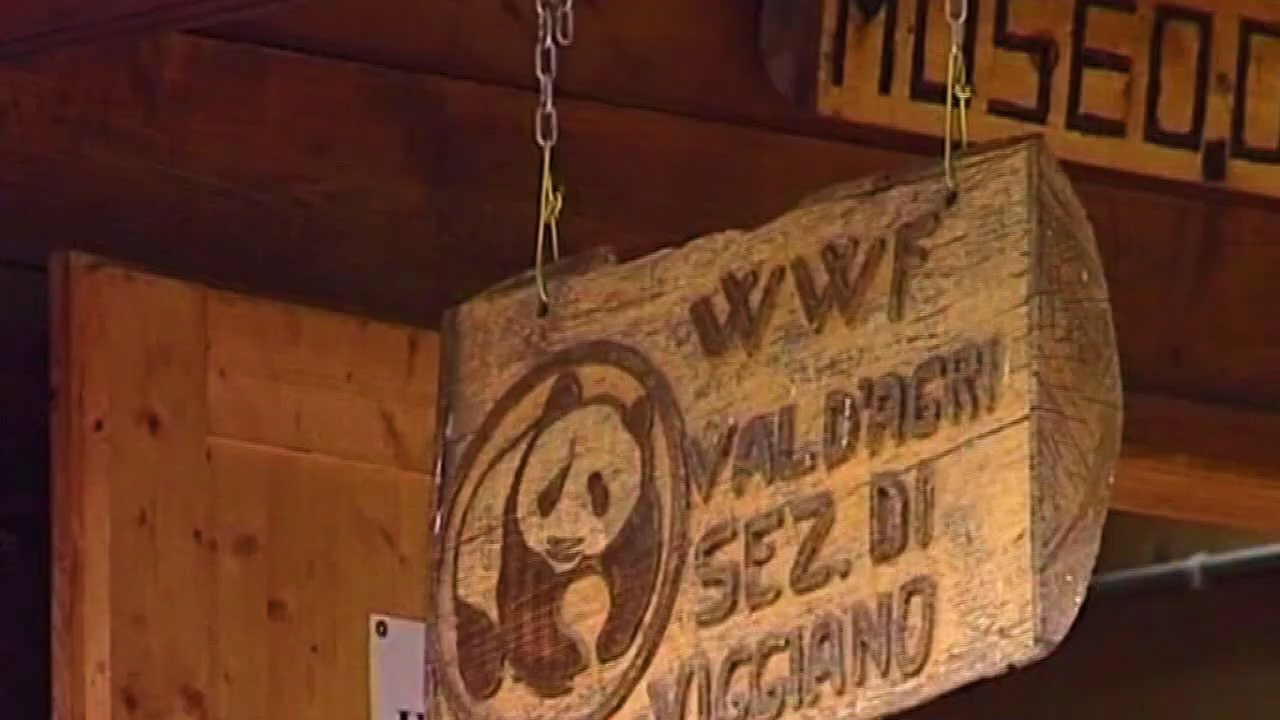 MUSEO
WWF
VAL D'AGRI
SEZ. DI
VIGGIANO